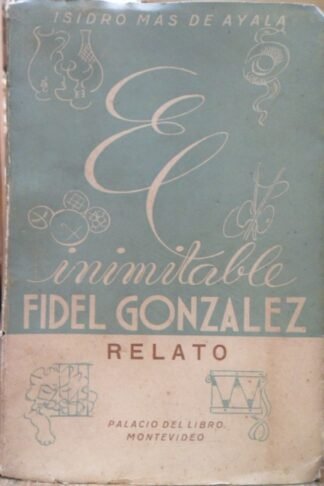 ISIDRO MAS DE AYALA
El
inimitable
FIDEL GONZALEZ
RELATO
PALACIO DEL LIBRO.
MONTEVIDEO